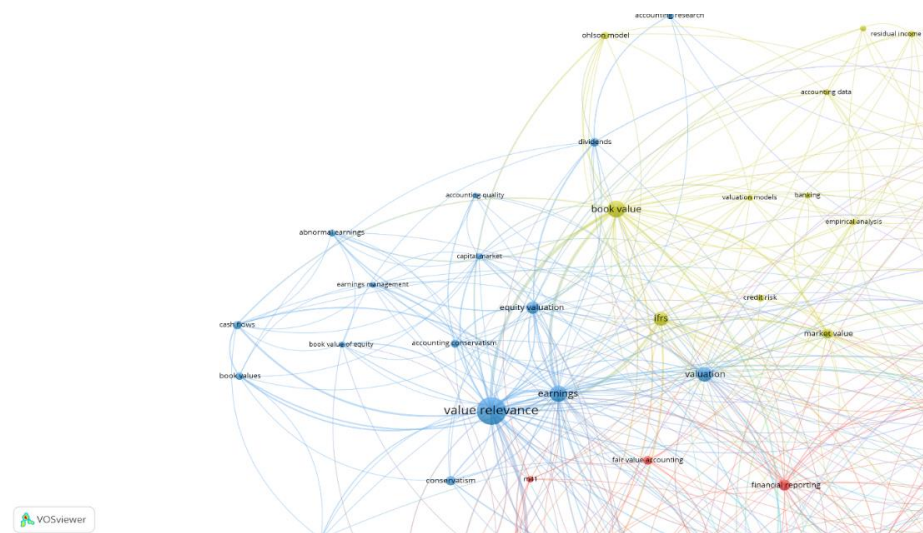 accounting research
residual income
ohlson model
accounting data
dividends
accounting quality
valuation models
banking
book value
empirical analysis
abnormal earnings
capital market
earnings management
credit risk
equity valuation
ifrs
cash flows
market value
book value of equity
accounting conservatism
book values
valuation
earnings
value relevance
fair value accounting
conservatism
financial reporting
VOSviewer